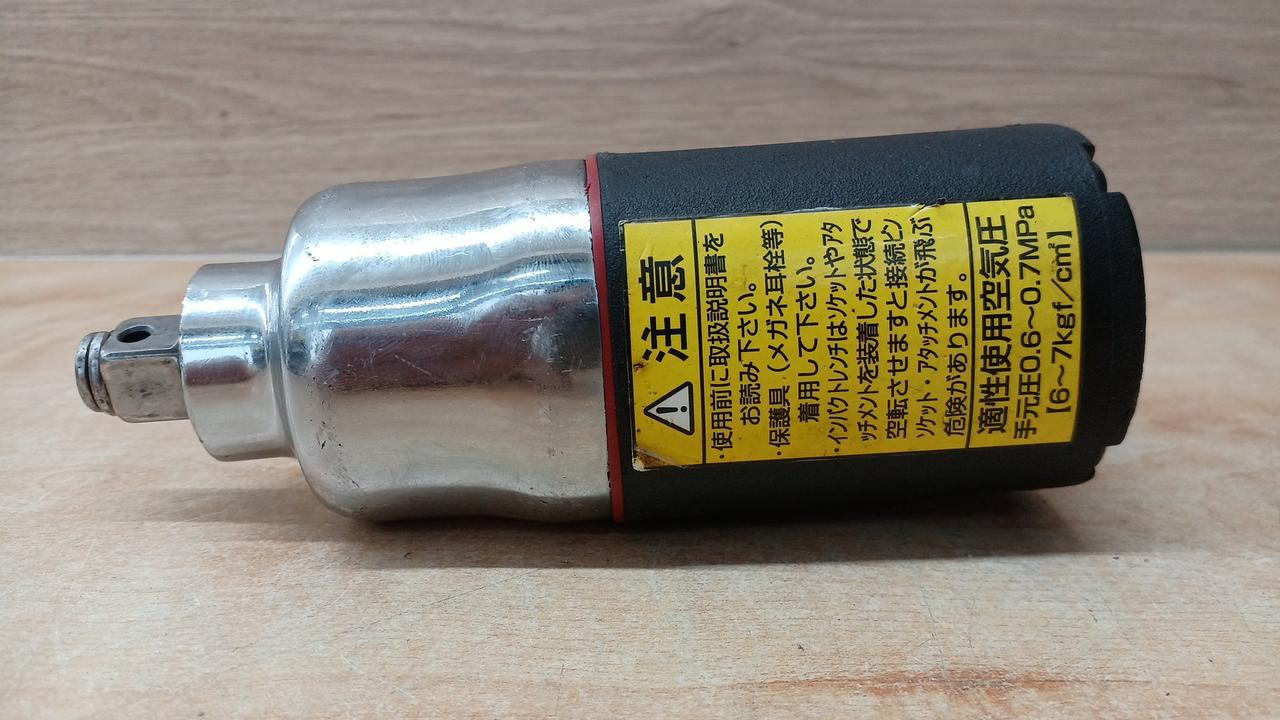 ⚠注意
・使用前に取扱説明書を
お読み下さい。
・保護具（メガネ耳栓等）
着用して下さい。
・インパクトレンチはソケットやアタ
ッチメントを装着した状態で
空転させますと接続ピン
ソケット・アタッチメントが飛ぶ
危険があります。
適性使用空気圧
手元圧0.6〜0.7MPa
【6〜7kgf/c㎡】